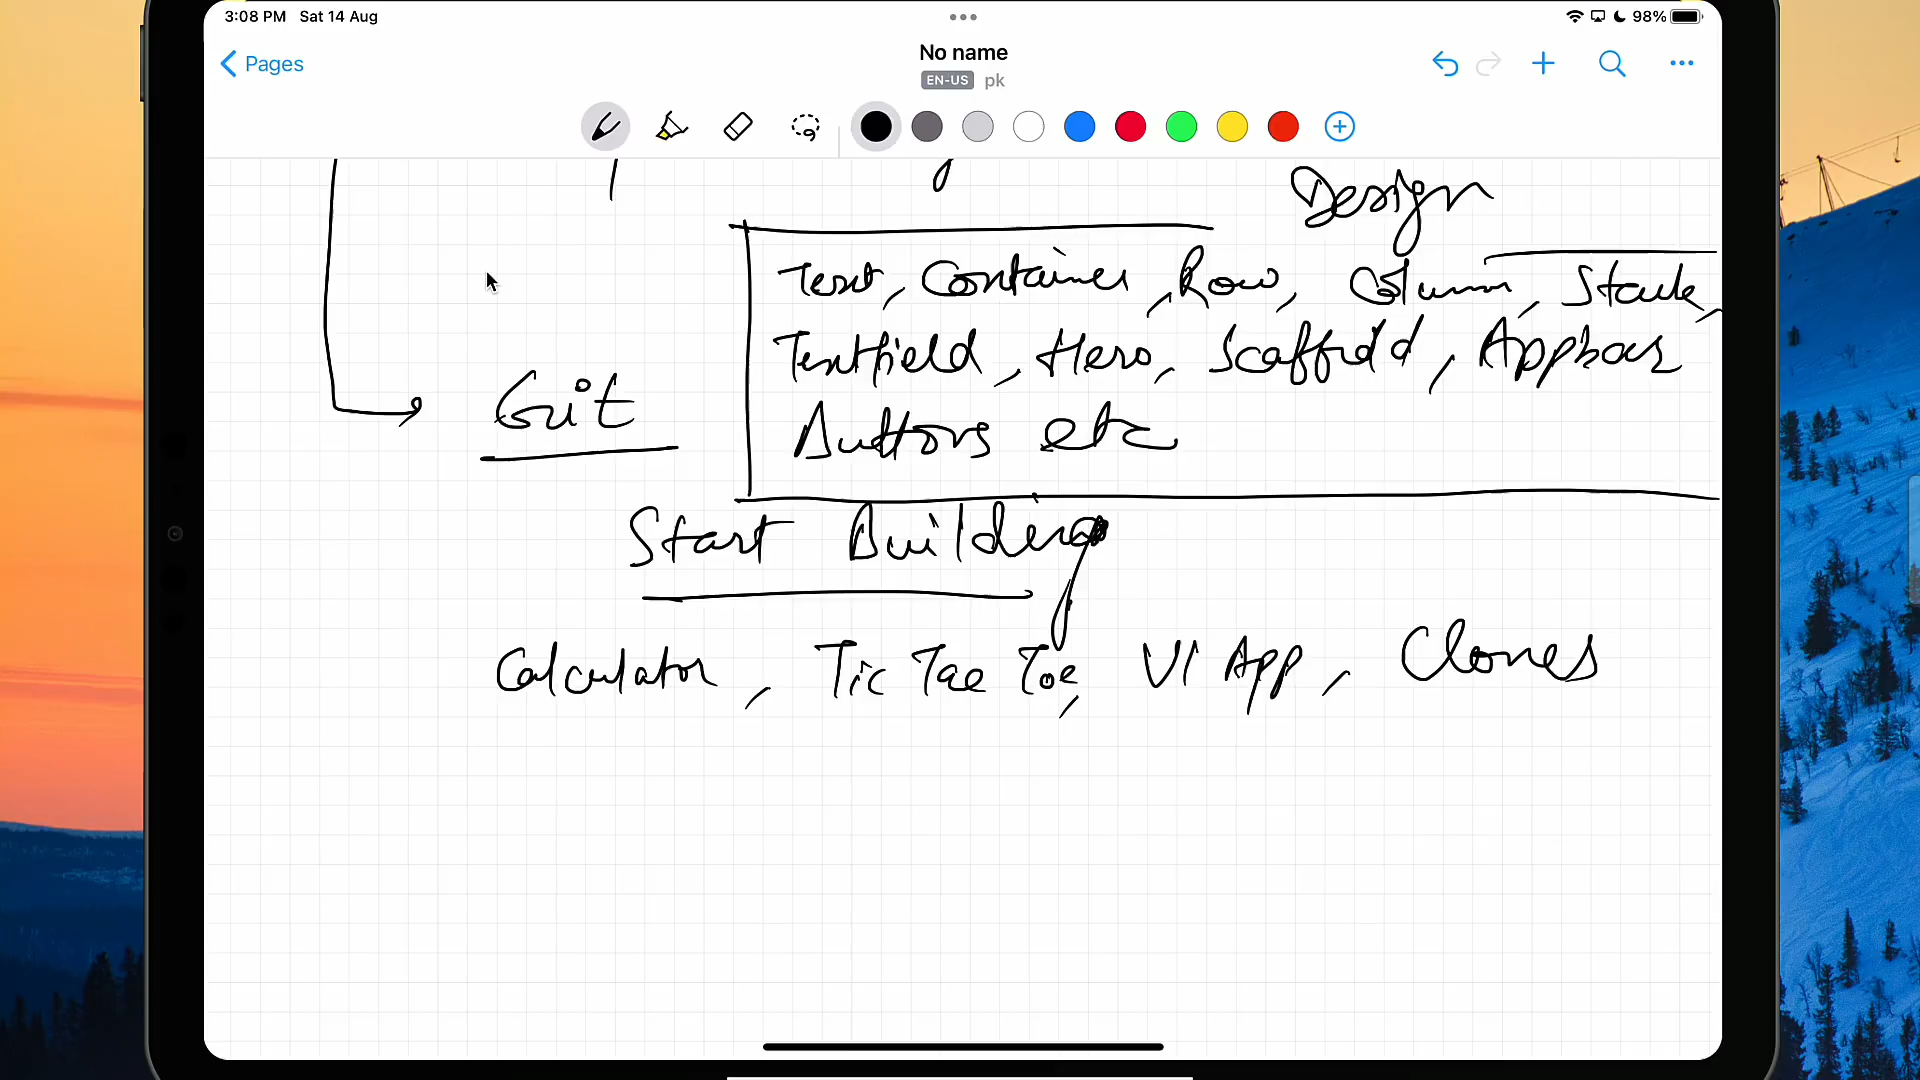 3:08 PM Sat 14 Aug
98%
Pages
No name
EN-US pk
Design
Text, Container, Row, Column, Stack,
Textfield, Hero, Scaffold, Appbar
Buttons etc
Git
Start Building
Calculator, Tic Tac Toe, UI App, Clones